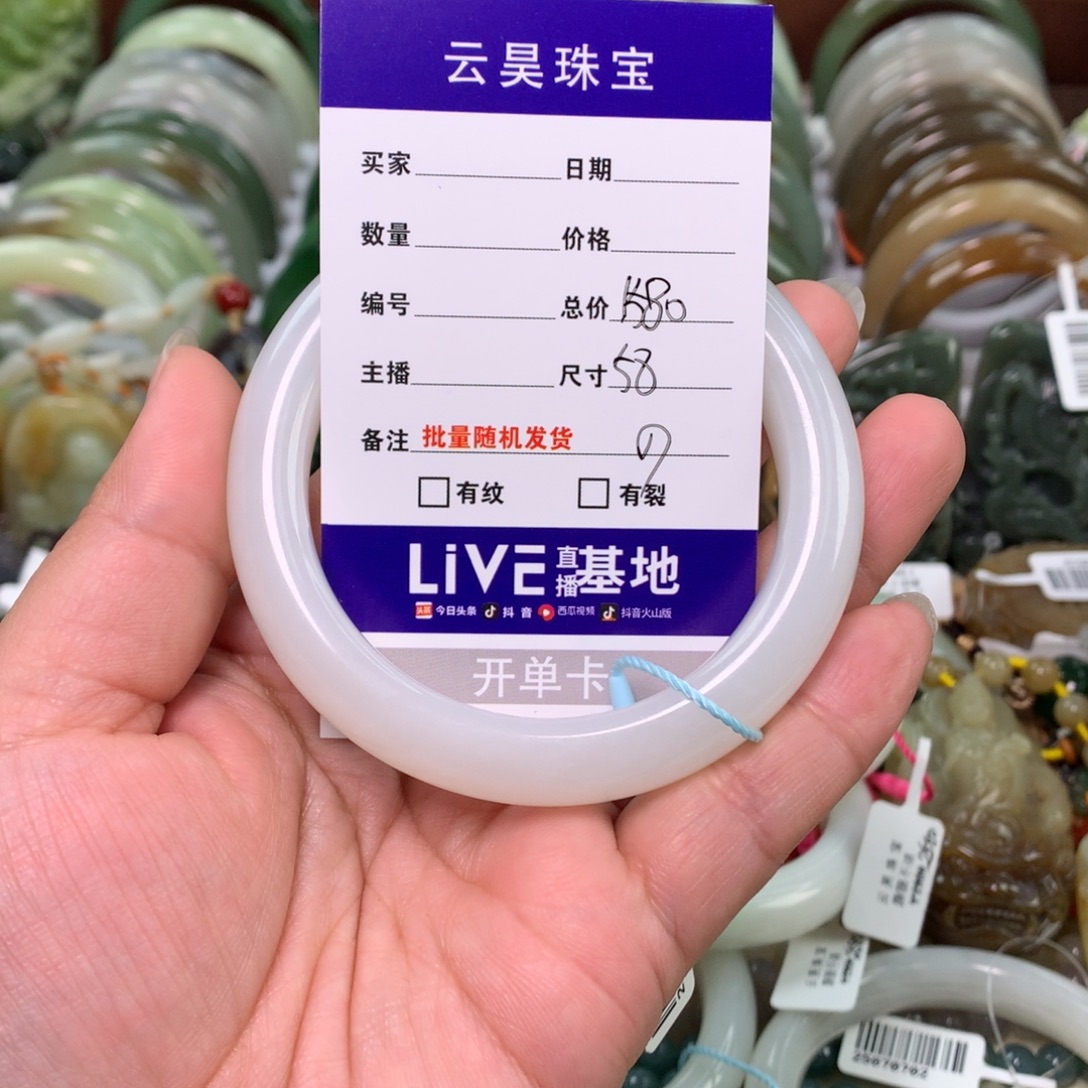 云昊珠宝
买家 日期
数量 价格
编号 总价
主播 尺寸 58
备注 批量随机发货
有纹 有裂
LiVE 直播 基地
今日头条 抖音 西瓜视频 抖音火山版
开单卡
25070702